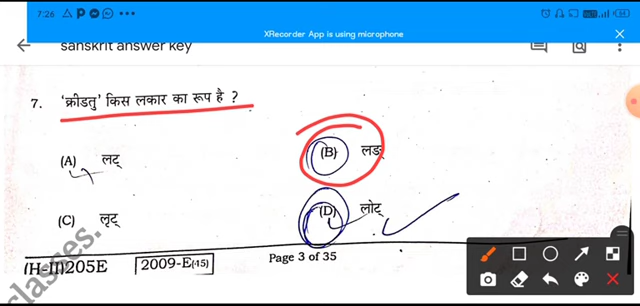 7:26
XRecorder App is using microphone
sanskrit answer key
7. 'क्रीडतु' किस लकार का रूप है ?
(A) लट्
(B) लङ्
(C) लृट्
(D) लोट्
(H-II)205E 2009-E(45) Page 3 of 35
classes.